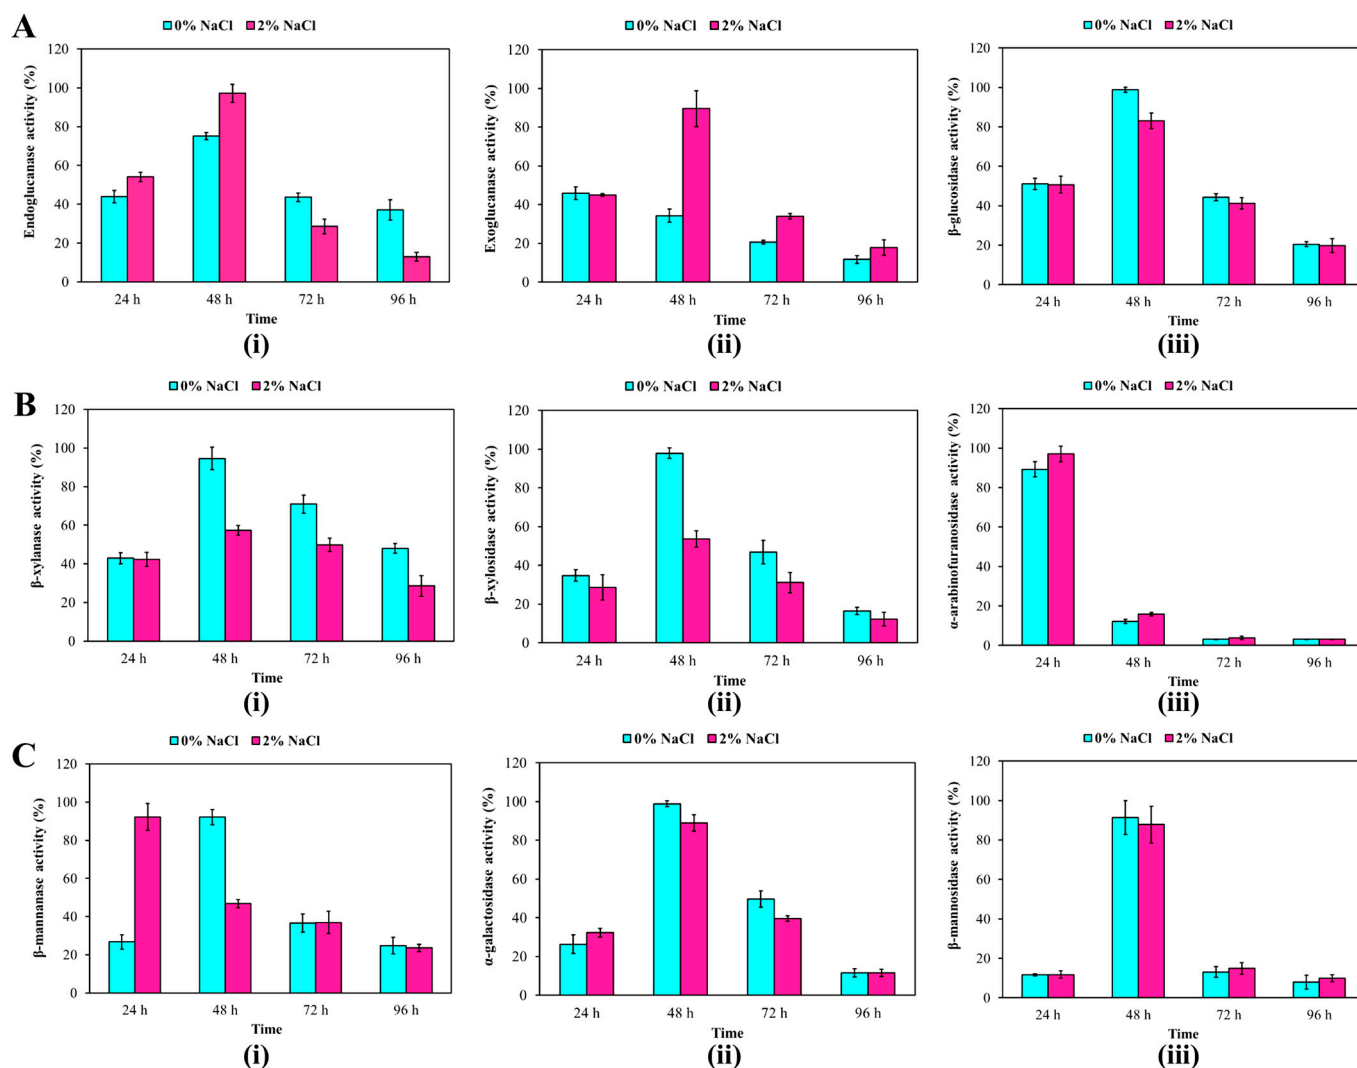 A
0% NaCl 2% NaCl
Endoglucanase activity (%)
120
100
80
60
40
20
0
24 h 48 h 72 h 96 h
Time
(i)
0% NaCl 2% NaCl
Exoglucanase activity (%)
120
100
80
60
40
20
0
24 h 48 h 72 h 96 h
Time
(ii)
0% NaCl 2% NaCl
β-glucosidase activity (%)
120
100
80
60
40
20
0
24 h 48 h 72 h 96 h
Time
(iii)
B
0% NaCl 2% NaCl
β-xylanase activity (%)
120
100
80
60
40
20
0
24 h 48 h 72 h 96 h
Time
(i)
0% NaCl 2% NaCl
β-xylosidase activity (%)
120
100
80
60
40
20
0
24 h 48 h 72 h 96 h
Time
(ii)
0% NaCl 2% NaCl
α-arabinofuranosidase activity (%)
120
100
80
60
40
20
0
24 h 48 h 72 h 96 h
Time
(iii)
C
0% NaCl 2% NaCl
β-mannanase activity (%)
120
100
80
60
40
20
0
24 h 48 h 72 h 96 h
Time
(i)
0% NaCl 2% NaCl
α-galactosidase activity (%)
120
100
80
60
40
20
0
24 h 48 h 72 h 96 h
Time
(ii)
0% NaCl 2% NaCl
β-mannosidase activity (%)
120
100
80
60
40
20
0
24 h 48 h 72 h 96 h
Time
(iii)